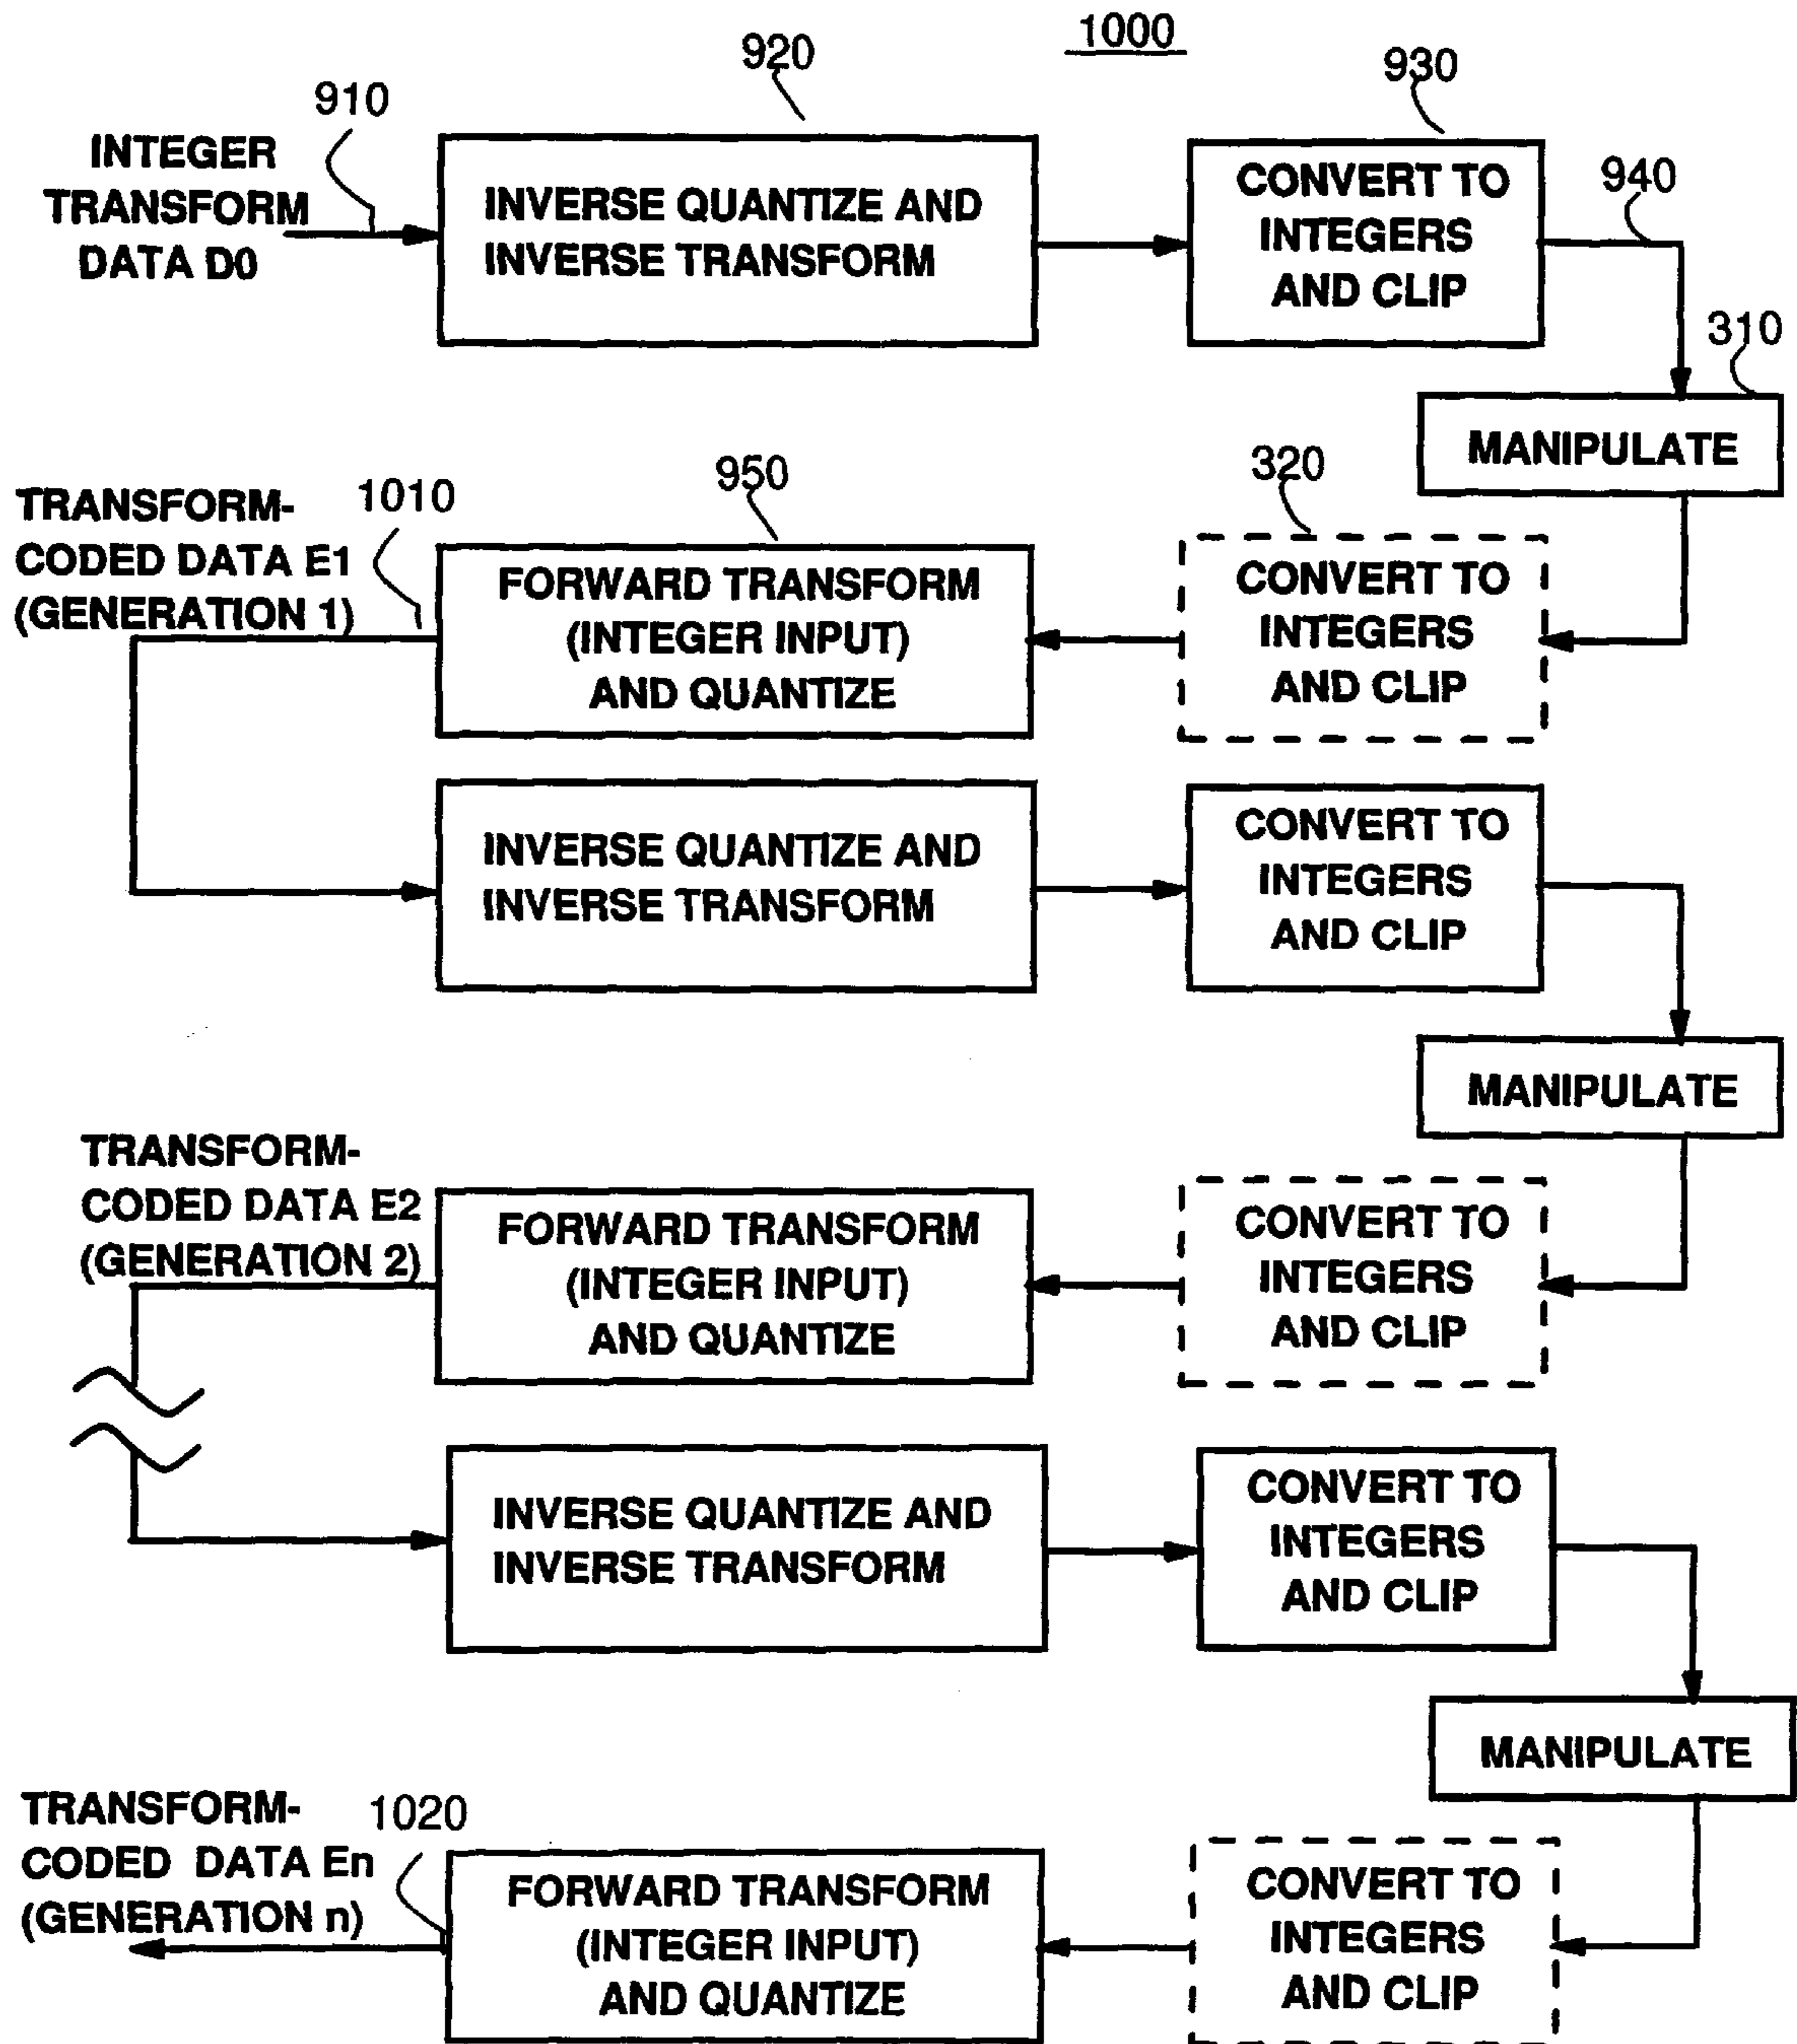 1000
920
930
910
INTEGER
TRANSFORM
DATA D0
INVERSE QUANTIZE AND
INVERSE TRANSFORM
CONVERT TO
INTEGERS
AND CLIP
940
310
MANIPULATE
TRANSFORM-
CODED DATA E1
(GENERATION 1)
1010
950
FORWARD TRANSFORM
(INTEGER INPUT)
AND QUANTIZE
320
CONVERT TO
INTEGERS
AND CLIP
INVERSE QUANTIZE AND
INVERSE TRANSFORM
CONVERT TO
INTEGERS
AND CLIP
MANIPULATE
TRANSFORM-
CODED DATA E2
(GENERATION 2)
FORWARD TRANSFORM
(INTEGER INPUT)
AND QUANTIZE
CONVERT TO
INTEGERS
AND CLIP
INVERSE QUANTIZE AND
INVERSE TRANSFORM
CONVERT TO
INTEGERS
AND CLIP
MANIPULATE
TRANSFORM-
CODED DATA En
(GENERATION n)
1020
FORWARD TRANSFORM
(INTEGER INPUT)
AND QUANTIZE
CONVERT TO
INTEGERS
AND CLIP